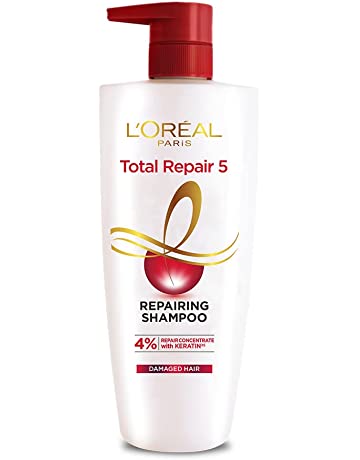 L'ORÉAL
PARIS
Total Repair 5
REPAIRING
SHAMPOO
4% REPAIR CONCENTRATE
with KERATIN
DAMAGED HAIR